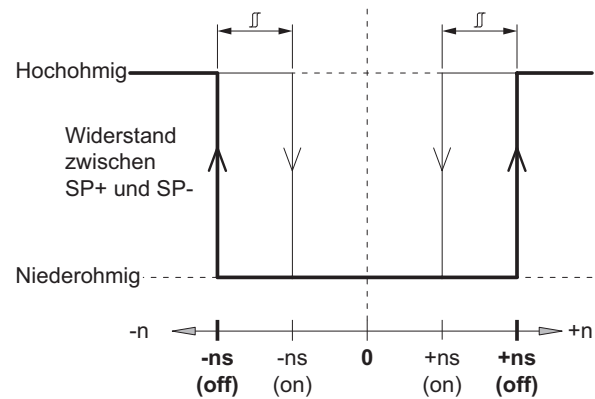 Hochohmig
Widerstand
zwischen
SP+ und SP-
Niederohmig
-n
+n
-ns
-ns
0
+ns
+ns
(off)
(on)
(on)
(off)